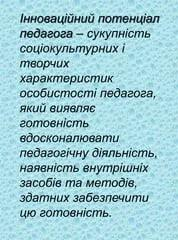 Інноваційний потенціал
педагога – сукупність
соціокультурних і
творчих
характеристик
особистості педагога,
який виявляє
готовність
вдосконалювати
педагогічну діяльність,
наявність внутрішніх
засобів та методів,
здатних забезпечити
цю готовність.